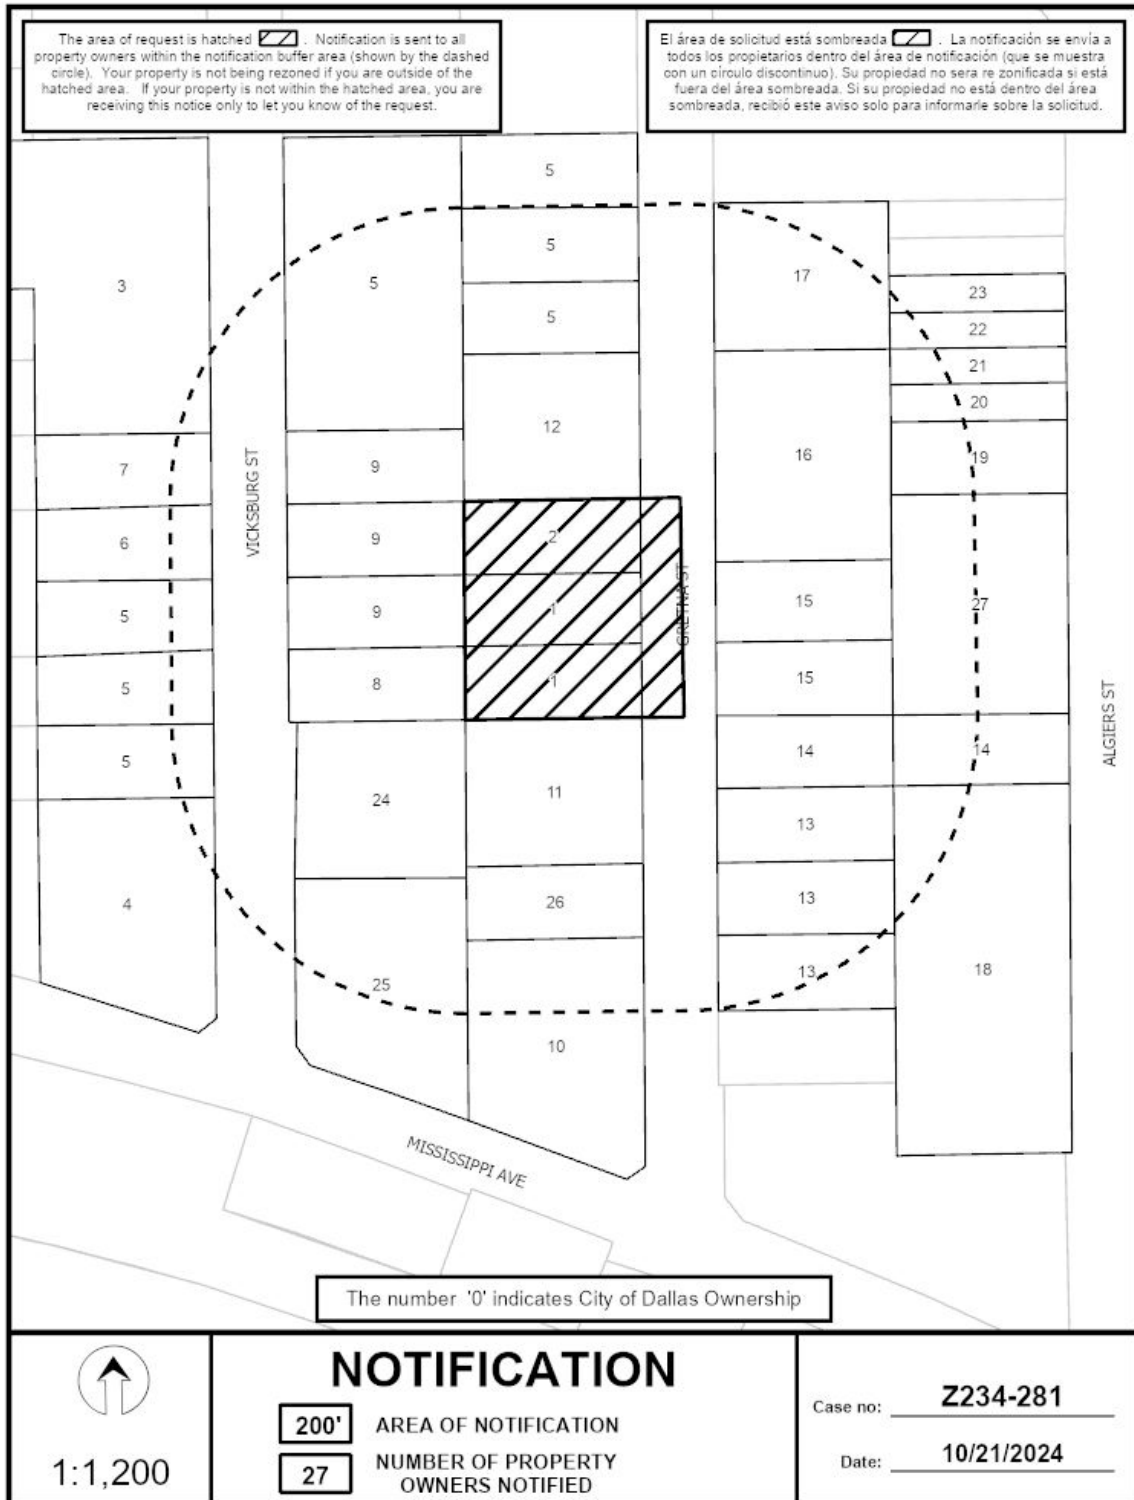 The area of request is hatched . Notification is sent to all
property owners within the notification buffer area (shown by the dashed
circle). Your property is not being rezoned if you are outside of the
hatched area. If your property is not within the hatched area, you are
receiving this notice only to let you know of the request.
El área de solicitud está sombreada . La notificación se envía a
todos los propietarios dentro del área de notificación (que se muestra
con un círculo discontinuo). Su propiedad no sera re zonificada si está
fuera del área sombreada. Si su propiedad no está dentro del área
sombreada, recibió este aviso solo para informarle sobre la solicitud.
5
5
17
3
5
23
5
22
21
20
12
16
19
9
7
VICKSBURG ST
2
9
6
GRETNA ST
15
27
1
9
5
15
1
8
5
ALGIERS ST
14
14
5
11
24
13
26
13
4
18
13
25
10
MISSISSIPPI AVE
The number '0' indicates City of Dallas Ownership
1:1,200
NOTIFICATION
200' AREA OF NOTIFICATION
27 NUMBER OF PROPERTY
OWNERS NOTIFIED
Case no: Z234-281
Date: 10/21/2024